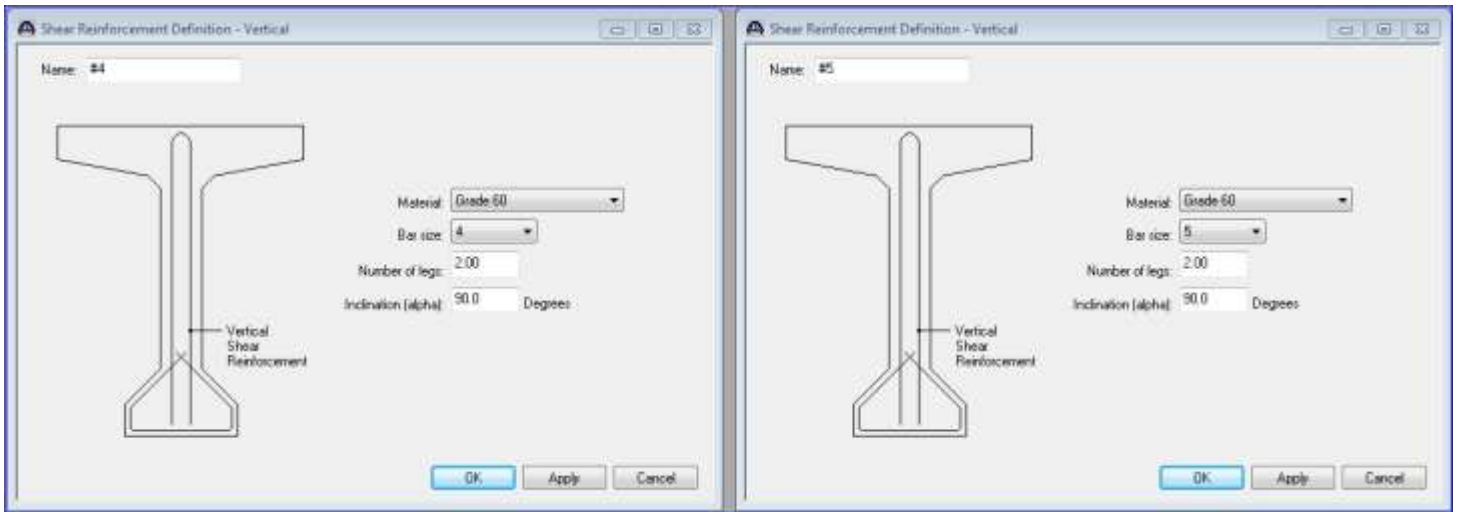 Shear Reinforcement Definition - Vertical
Name: #4
Material: Grade 60
Bar size: 4
Number of legs: 2.00
Inclination (alpha): 90.0 Degrees
Vertical
Shear
Reinforcement
OK Apply Cancel
Shear Reinforcement Definition - Vertical
Name: #5
Material: Grade 60
Bar size: 5
Number of legs: 2.00
Inclination (alpha): 90.0 Degrees
Vertical
Shear
Reinforcement
OK Apply Cancel